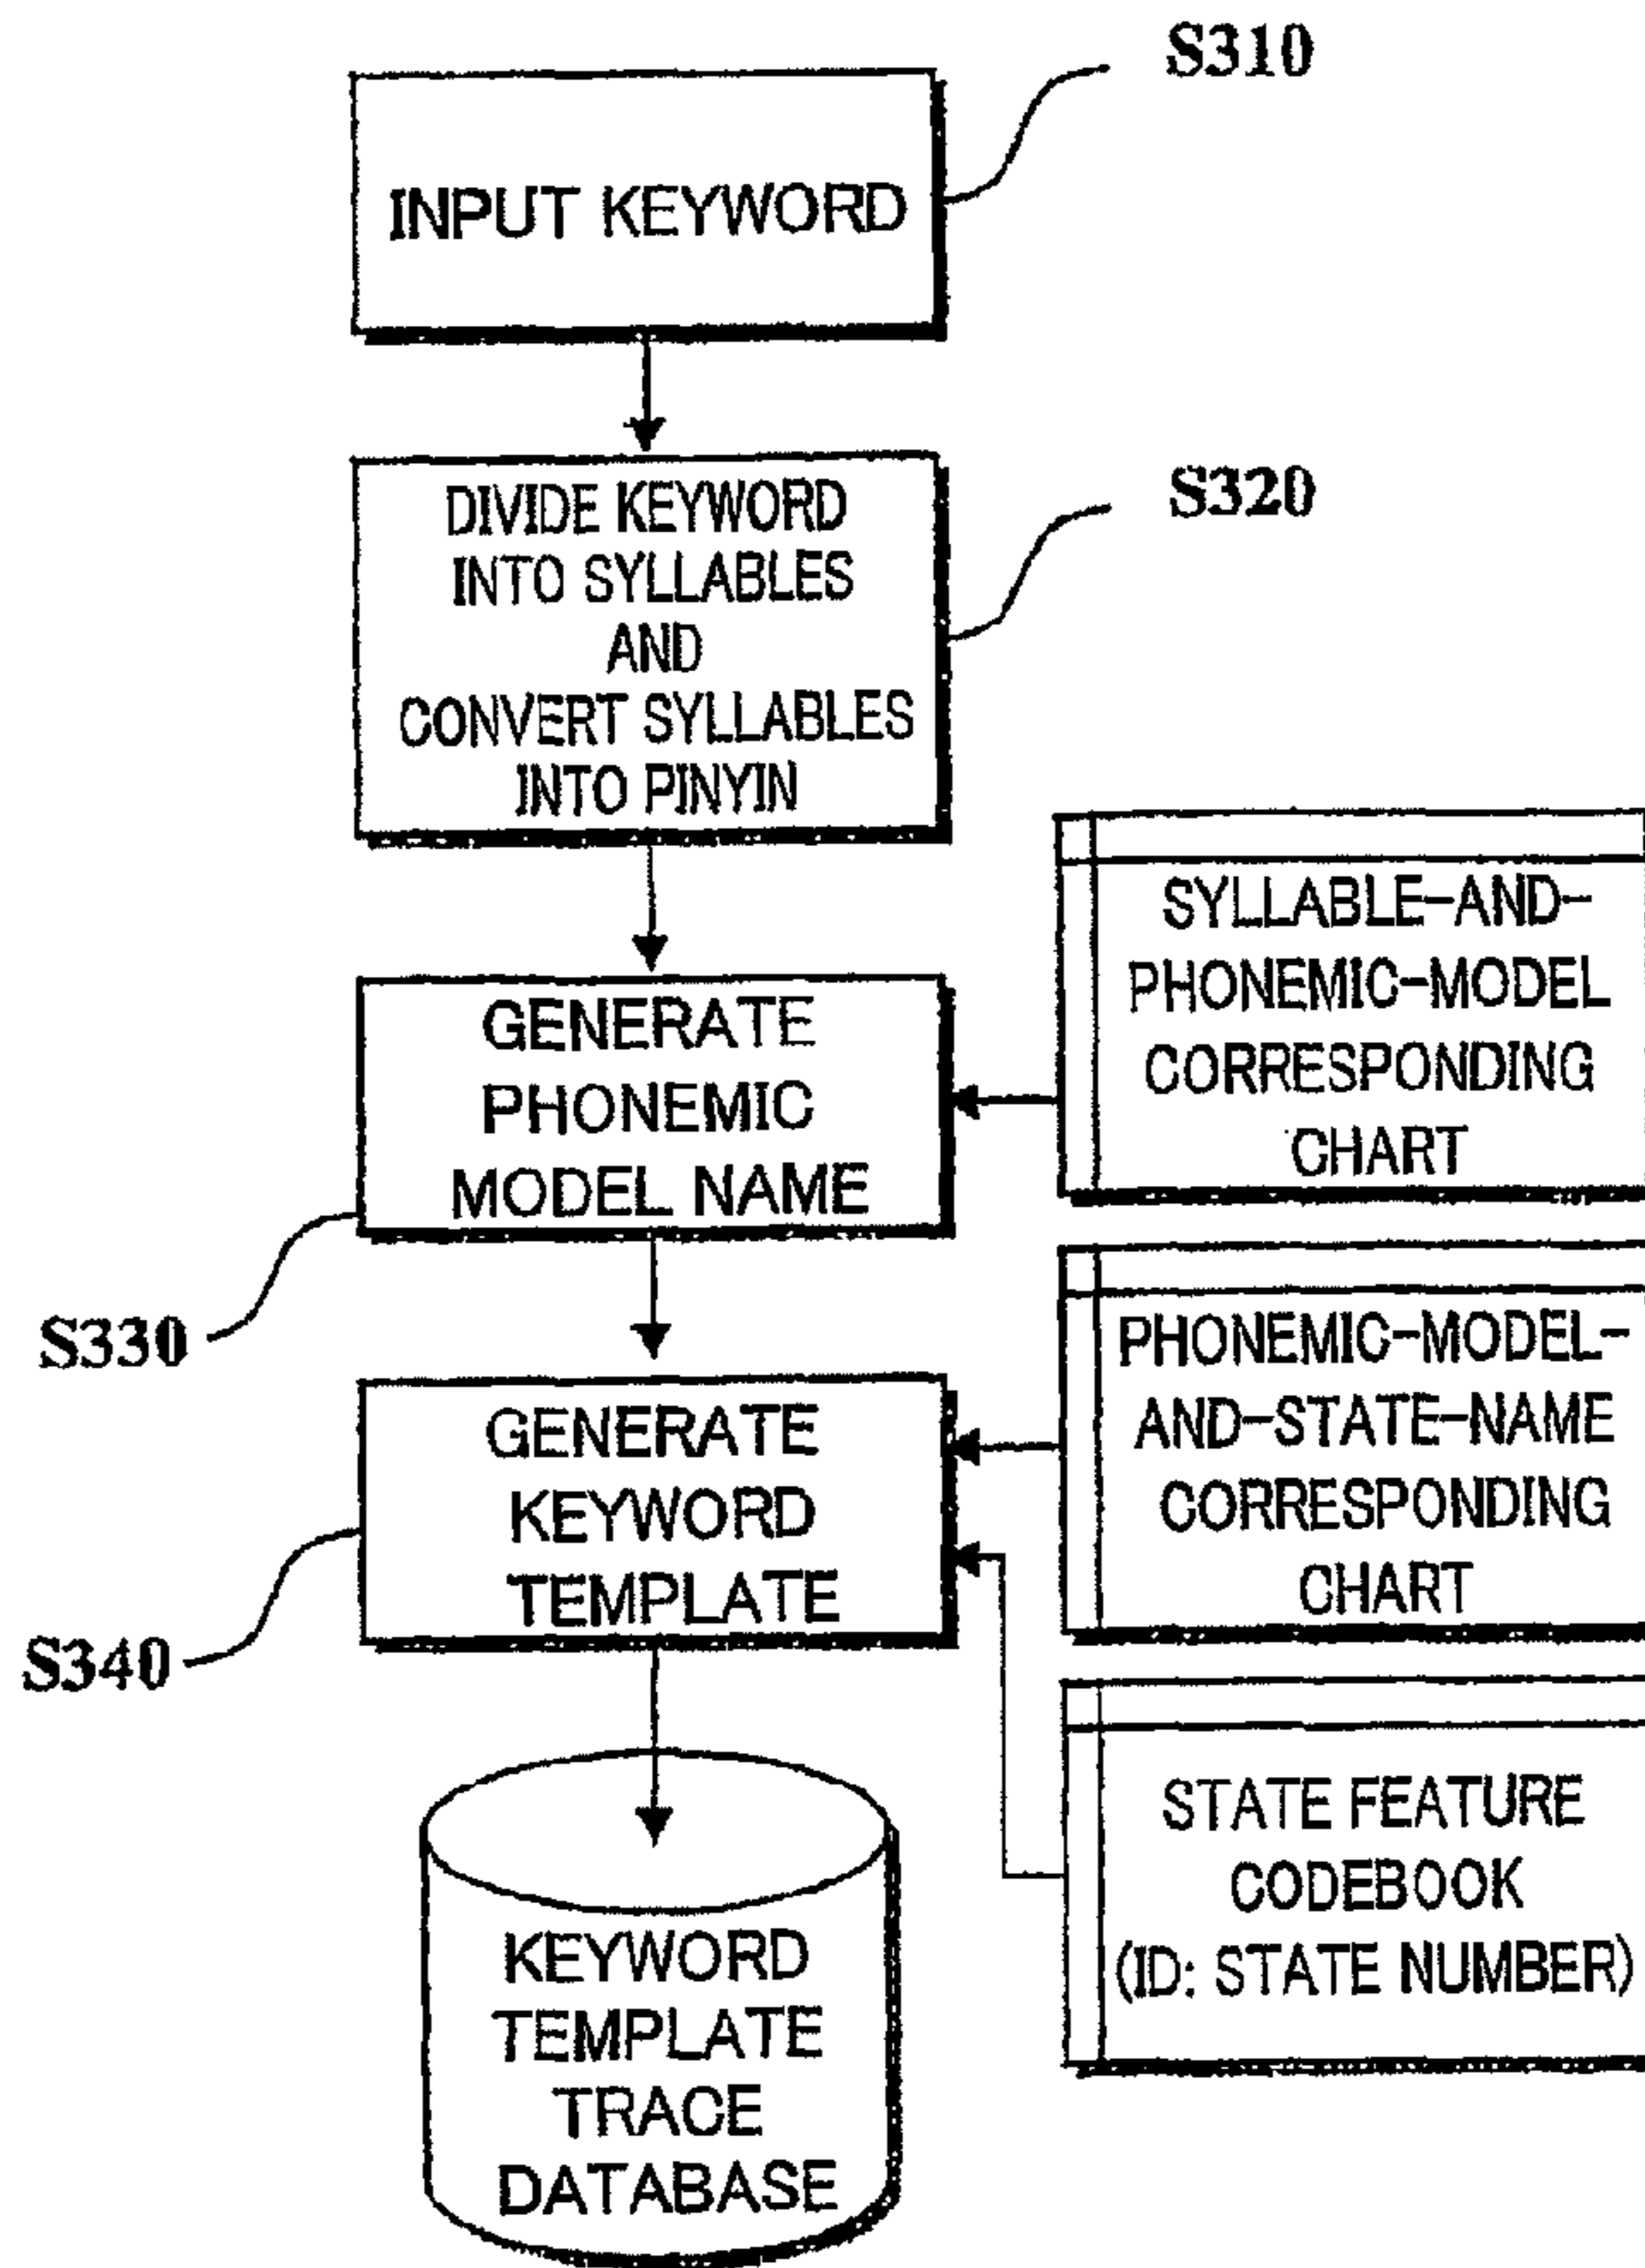 S310
INPUT KEYWORD
S320
DIVIDE KEYWORD
INTO SYLLABLES
AND
CONVERT SYLLABLES
INTO PINYIN
SYLLABLE-AND-
PHONEMIC-MODEL
CORRESPONDING
CHART
GENERATE
PHONEMIC
MODEL NAME
S330
PHONEMIC-MODEL-
AND-STATE-NAME
CORRESPONDING
CHART
GENERATE
KEYWORD
TEMPLATE
S340
STATE FEATURE
CODEBOOK
(ID: STATE NUMBER)
KEYWORD
TEMPLATE
TRACE
DATABASE